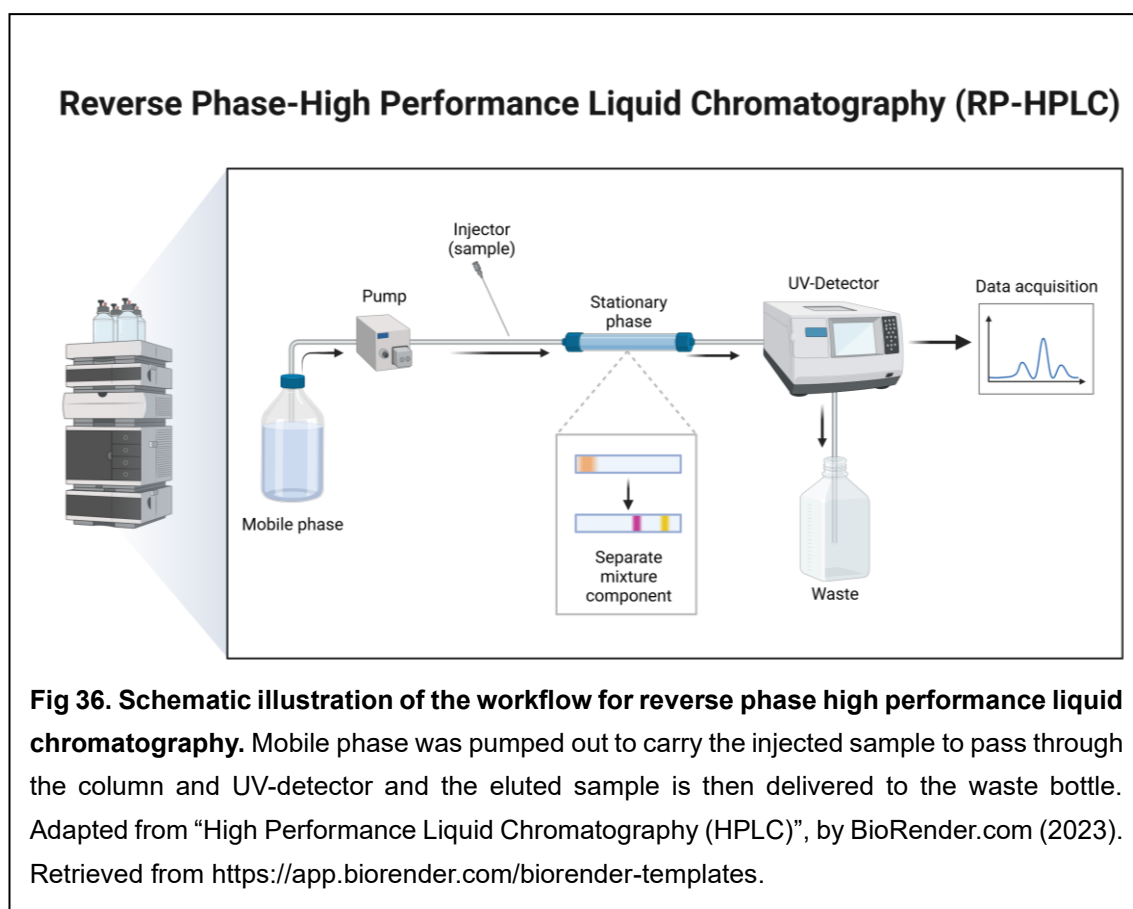 Reverse Phase-High Performance Liquid Chromatography (RP-HPLC)
Injector
(sample)
Pump
Stationary
phase
UV-Detector
Data acquisition
Mobile phase
Separate
mixture
component
Waste
Fig 36. Schematic illustration of the workflow for reverse phase high performance liquid
chromatography. Mobile phase was pumped out to carry the injected sample to pass through
the column and UV-detector and the eluted sample is then delivered to the waste bottle.
Adapted from “High Performance Liquid Chromatography (HPLC)”, by BioRender.com (2023).
Retrieved from https://app.biorender.com/biorender-templates.